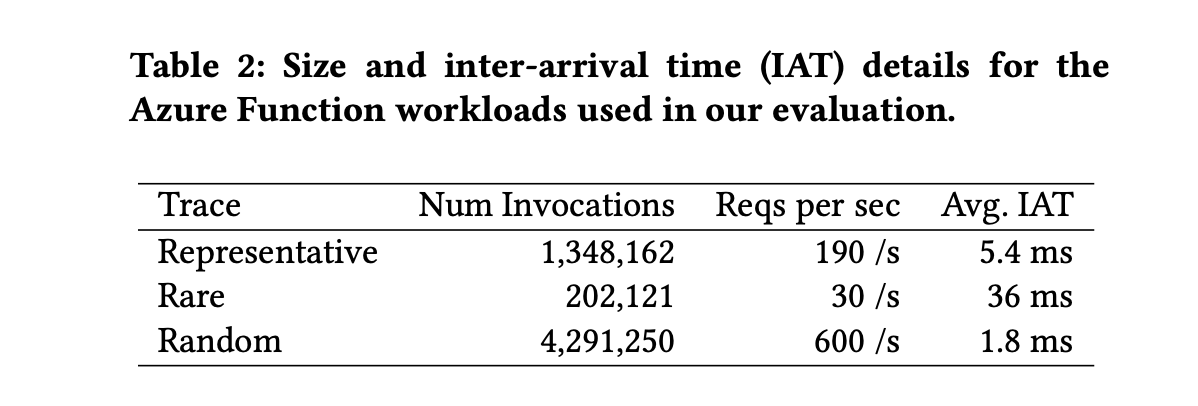 Table 2: Size and inter-arrival time (IAT) details for the
Azure Function workloads used in our evaluation.
Trace Num Invocations Reqs per sec Avg. IAT
Representative 1,348,162 190 /s 5.4 ms
Rare 202,121 30 /s 36 ms
Random 4,291,250 600 /s 1.8 ms